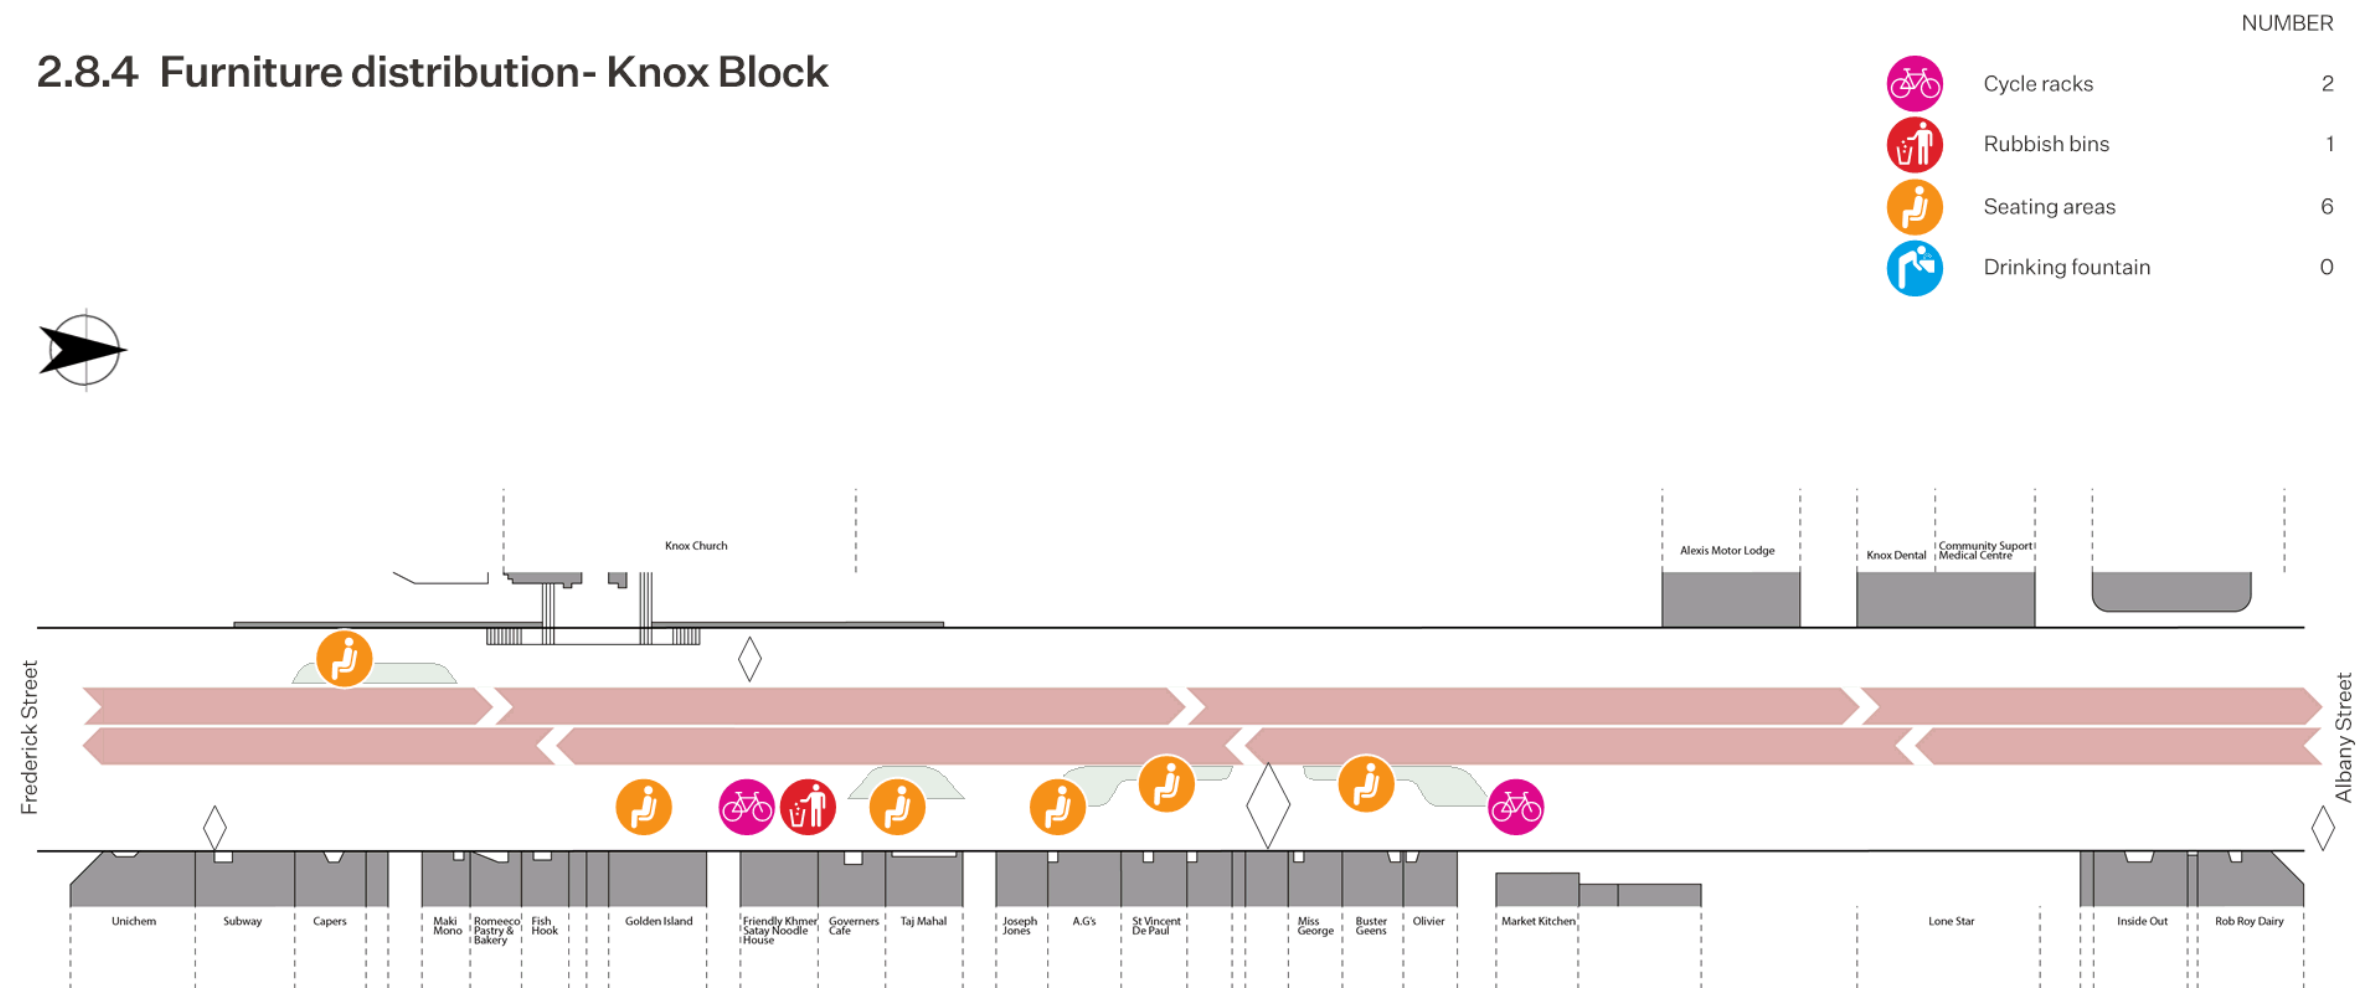 NUMBER
2.8.4 Furniture distribution- Knox Block
Cycle racks 2
Rubbish bins 1
Seating areas 6
Drinking fountain 0
Knox Church
Alexis Motor Lodge
Knox Dental
Community Suport
Medical Centre
Frederick Street
Albany Street
Unichem
Subway
Capers
Maki
Mono
Romeeco
Pastry &
Bakery
Fish
Hook
Golden Island
Friendly Khmer
Satay Noodle
House
Governers
Cafe
Taj Mahal
Joseph
Jones
A.G's
St Vincent
De Paul
Miss
George
Buster
Geens
Olivier
Market Kitchen
Lone Star
Inside Out
Rob Roy Dairy